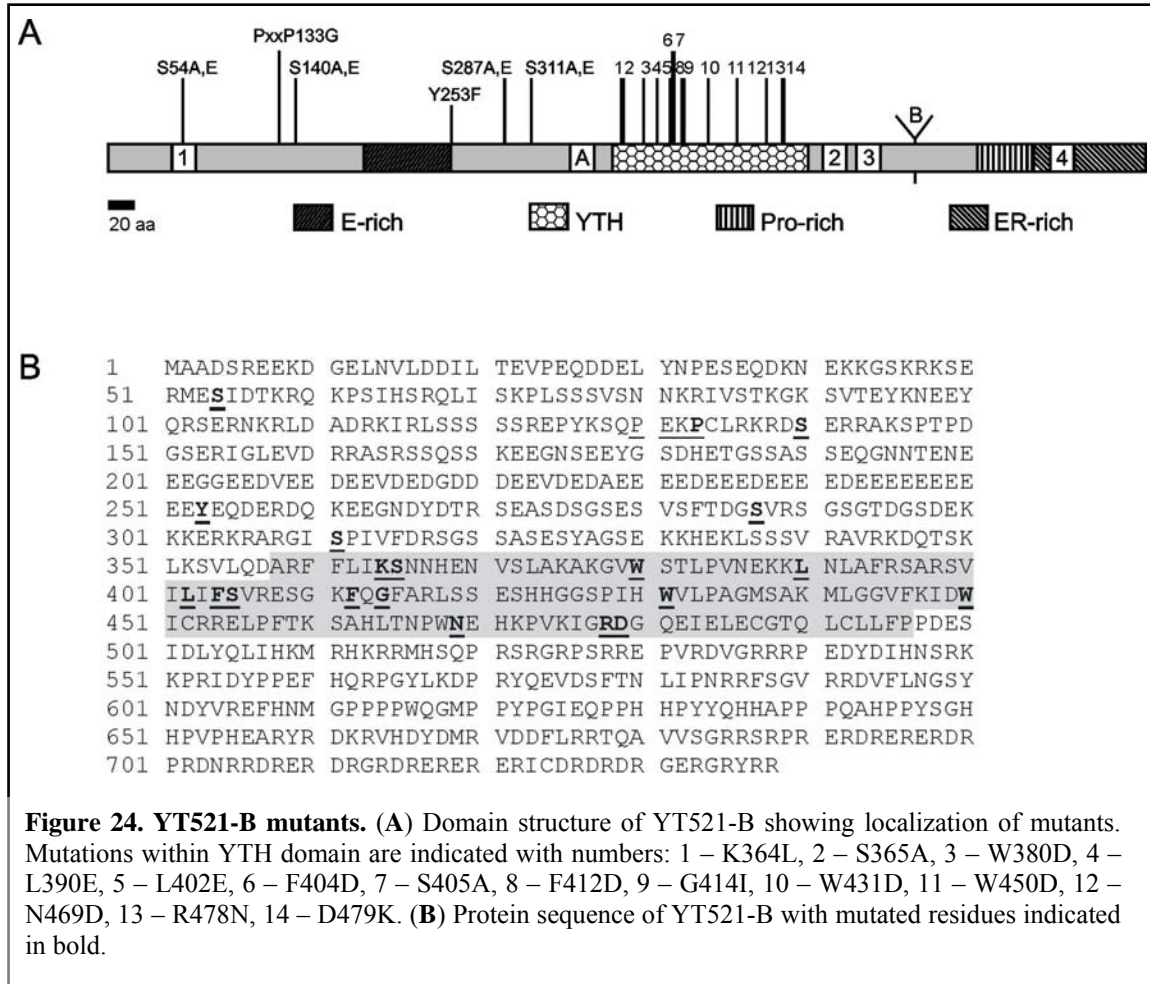 A
PxxP133G
S54A,E
S140A,E
S287A,E
S311A,E
Y253F
67
12 345 89 10 11 121314
1 A 2 3 B 4
20 aa
E-rich YTH Pro-rich ER-rich
B
1 MAADSREEKD GELNVLDDIL TEVPEQDDEL YNPESEQDKN EKKGSKRKSE
51 RMESIDTKRQ KPSIHSRQLI SKPLSSSVSN NKRIVSTKGK SVTEYKNEEY
101 QRSERNKRLD ADRKIRLSSS SSREPYKSQP EKPCLRKRDS ERRAKSPTPD
151 GSERIGLEVD RRASRSSQSS KEEGNSEEYG SDHETGSSAS SEQGNNTENE
201 EEGGEEDVEE DEEVDEDGDD DEEVDEDAEE EEDEEEDEEE EDEEEEEEEE
251 EEYEQDERDQ KEEGNDYDTR SEASDSGSES VSFTDGSVRS GSGTDGSDEK
301 KKERKRARGI SPIVFDRSGS SASESYAGSE KKHEKLSSSV RAVRKDQTSK
351 LKSVLQDARF FLIKSNNHEN VSLAKAKGVW STLPVNEKKL NLAFRSARSV
401 ILIFSVRESG KFQGFARLSS ESHHGGSPIH WVLPAGMSAK MLGGVFKIDW
451 ICRRELPFTK SAHLTNPWNE HKPVKIGRDG QEIELECGTQ LCLLFPPDES
501 IDLYQLIHKM RHKRRMHSQP RSRGRPSRRE PVRDVGRRRP EDYDIHNSRK
551 KPRIDYPPEF HQRPGYLKDP RYQEVDSFTN LIPNRRFSGV RRDVFLNGSY
601 NDYVREFHNM GPPPPWQGMP PYPGIEQPPH HPYYQHHAPP PQAHPPYSGH
651 HPVPHEARYR DKRVHDYDMR VDDFLRRTQA VVSGRRSRPR ERDRERERDR
701 PRDNRRDRER DRGRDRERER ERICDRDRDR GERGRYRR
Figure 24. YT521-B mutants. (A) Domain structure of YT521-B showing localization of mutants.
Mutations within YTH domain are indicated with numbers: 1 – K364L, 2 – S365A, 3 – W380D, 4 –
L390E, 5 – L402E, 6 – F404D, 7 – S405A, 8 – F412D, 9 – G414I, 10 – W431D, 11 – W450D, 12 –
N469D, 13 – R478N, 14 – D479K. (B) Protein sequence of YT521-B with mutated residues indicated
in bold.